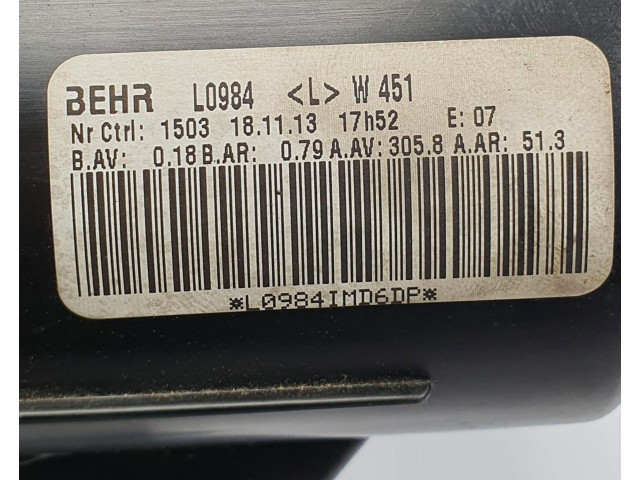 BEHR L0984 <L> W 451
Nr Ctrl: 1503 18.11.13 17h52 E: 07
B.AV: 0.18 B.AR: 0.79 A.AV: 305.8 A.AR: 51.3
*L0984IMD6DP*